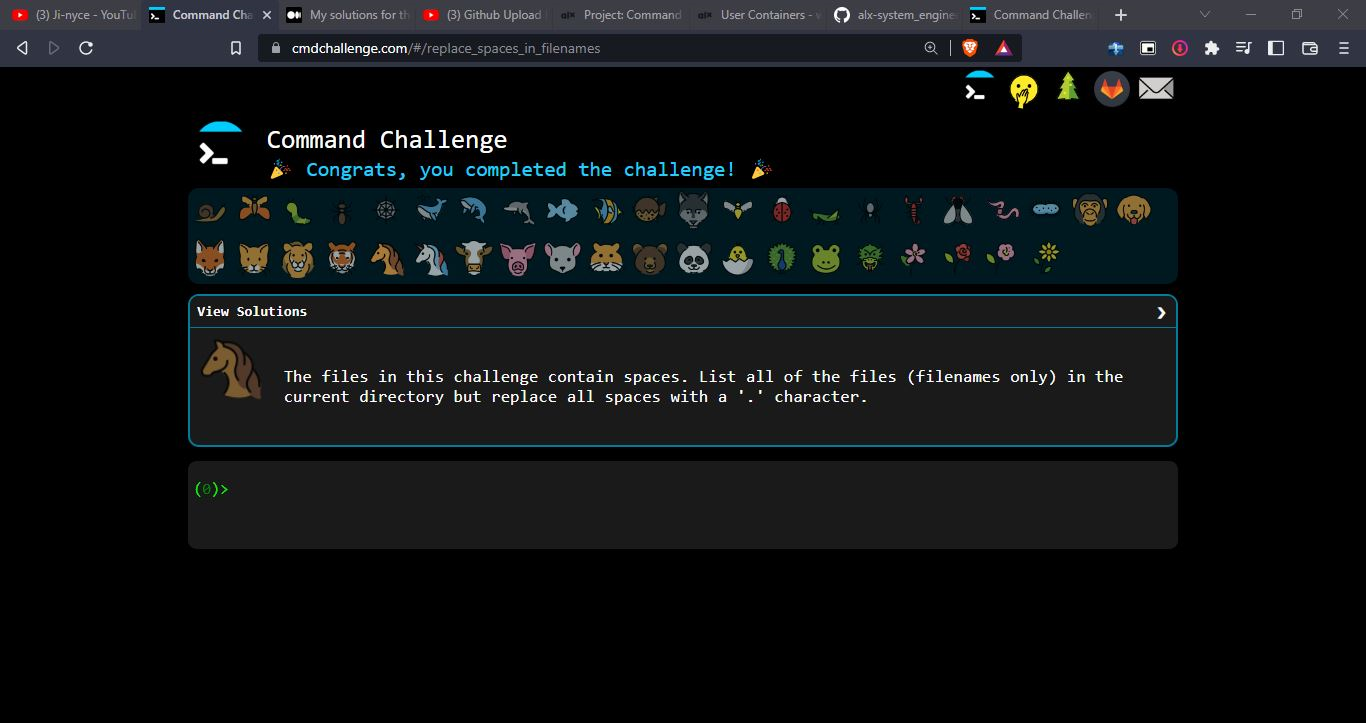 (3) Ji-nyce - YouTu
Command Cha
My solutions for th
(3) Github Upload
Project: Command
User Containers -
alx-system_enginee
Command Challen
cmdchallenge.com/#/replace_spaces_in_filenames
Command Challenge
Congrats, you completed the challenge!
View Solutions
The files in this challenge contain spaces. List all of the files (filenames only) in the
current directory but replace all spaces with a '.' character.
(0)>